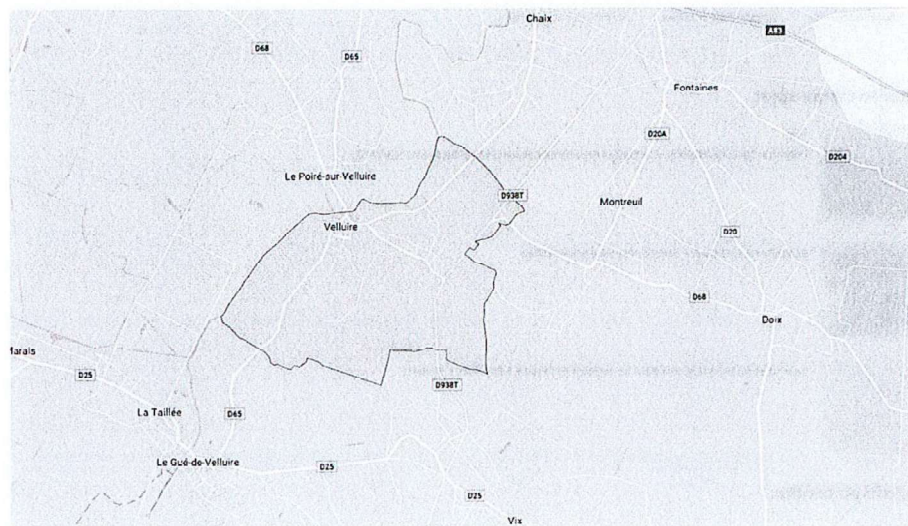 Chaix
A83
D68
D65
Fontaines
D20A
D204
Le Poiré-sur-Velluire
D938T
Montreuil
Velluire
D20
D68
Doix
Marais
D25
D938T
La Taillée
D65
Le Gué-de-Velluire
D25
D25
Vix